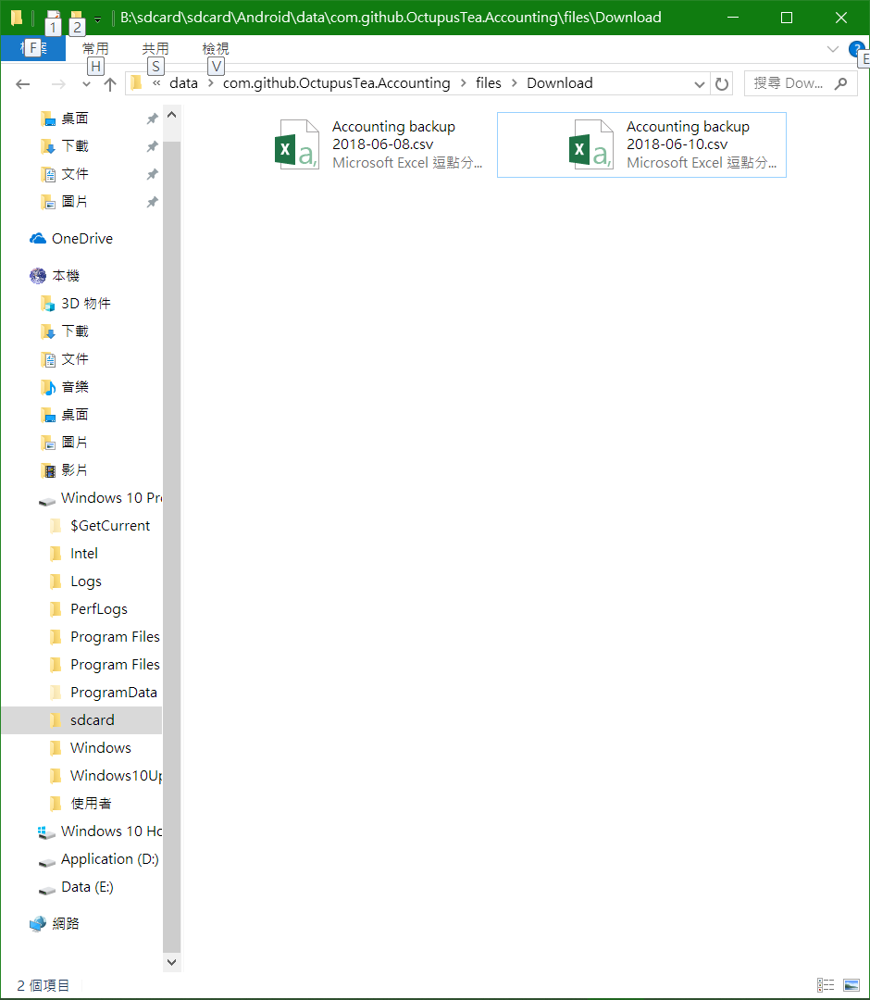 B:\sdcard\sdcard\Android\data\com.github.OctupusTea.Accounting\files\Download
1
2
F
常用
共用
檢視
H
S
V
E
« data › com.github.OctupusTea.Accounting › files › Download
搜尋 Dow...
桌面
下載
文件
圖片
OneDrive
本機
3D 物件
下載
文件
音樂
桌面
圖片
影片
Windows 10 Pr
$GetCurrent
Intel
Logs
PerfLogs
Program Files
Program Files
ProgramData
sdcard
Windows
Windows10Up
使用者
Windows 10 Ho
Application (D:)
Data (E:)
網路
Accounting backup
2018-06-08.csv
Microsoft Excel 逗點分...
Accounting backup
2018-06-10.csv
Microsoft Excel 逗點分...
2 個項目